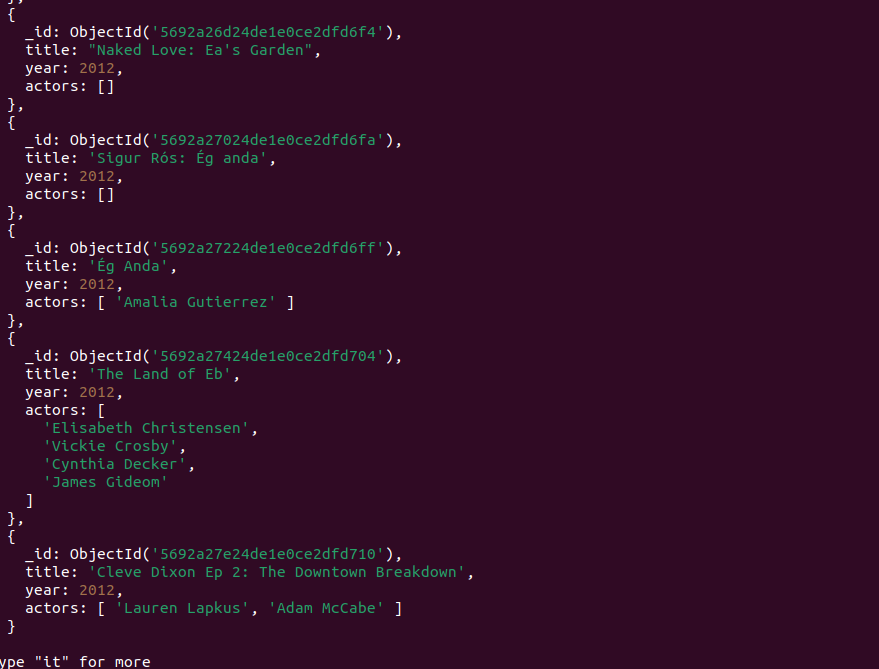 },
{
_id: ObjectId('5692a26d24de1e0ce2dfd6f4'),
title: "Naked Love: Ea's Garden",
year: 2012,
actors: []
},
{
_id: ObjectId('5692a27024de1e0ce2dfd6fa'),
title: 'Sigur Rós: Ég anda',
year: 2012,
actors: []
},
{
_id: ObjectId('5692a27224de1e0ce2dfd6ff'),
title: 'Ég Anda',
year: 2012,
actors: [ 'Amalia Gutierrez' ]
},
{
_id: ObjectId('5692a27424de1e0ce2dfd704'),
title: 'The Land of Eb',
year: 2012,
actors: [
'Elisabeth Christensen',
'Vickie Crosby',
'Cynthia Decker',
'James Gideom'
]
},
{
_id: ObjectId('5692a27e24de1e0ce2dfd710'),
title: 'Cleve Dixon Ep 2: The Downtown Breakdown',
year: 2012,
actors: [ 'Lauren Lapkus', 'Adam McCabe' ]
}
ype "it" for more